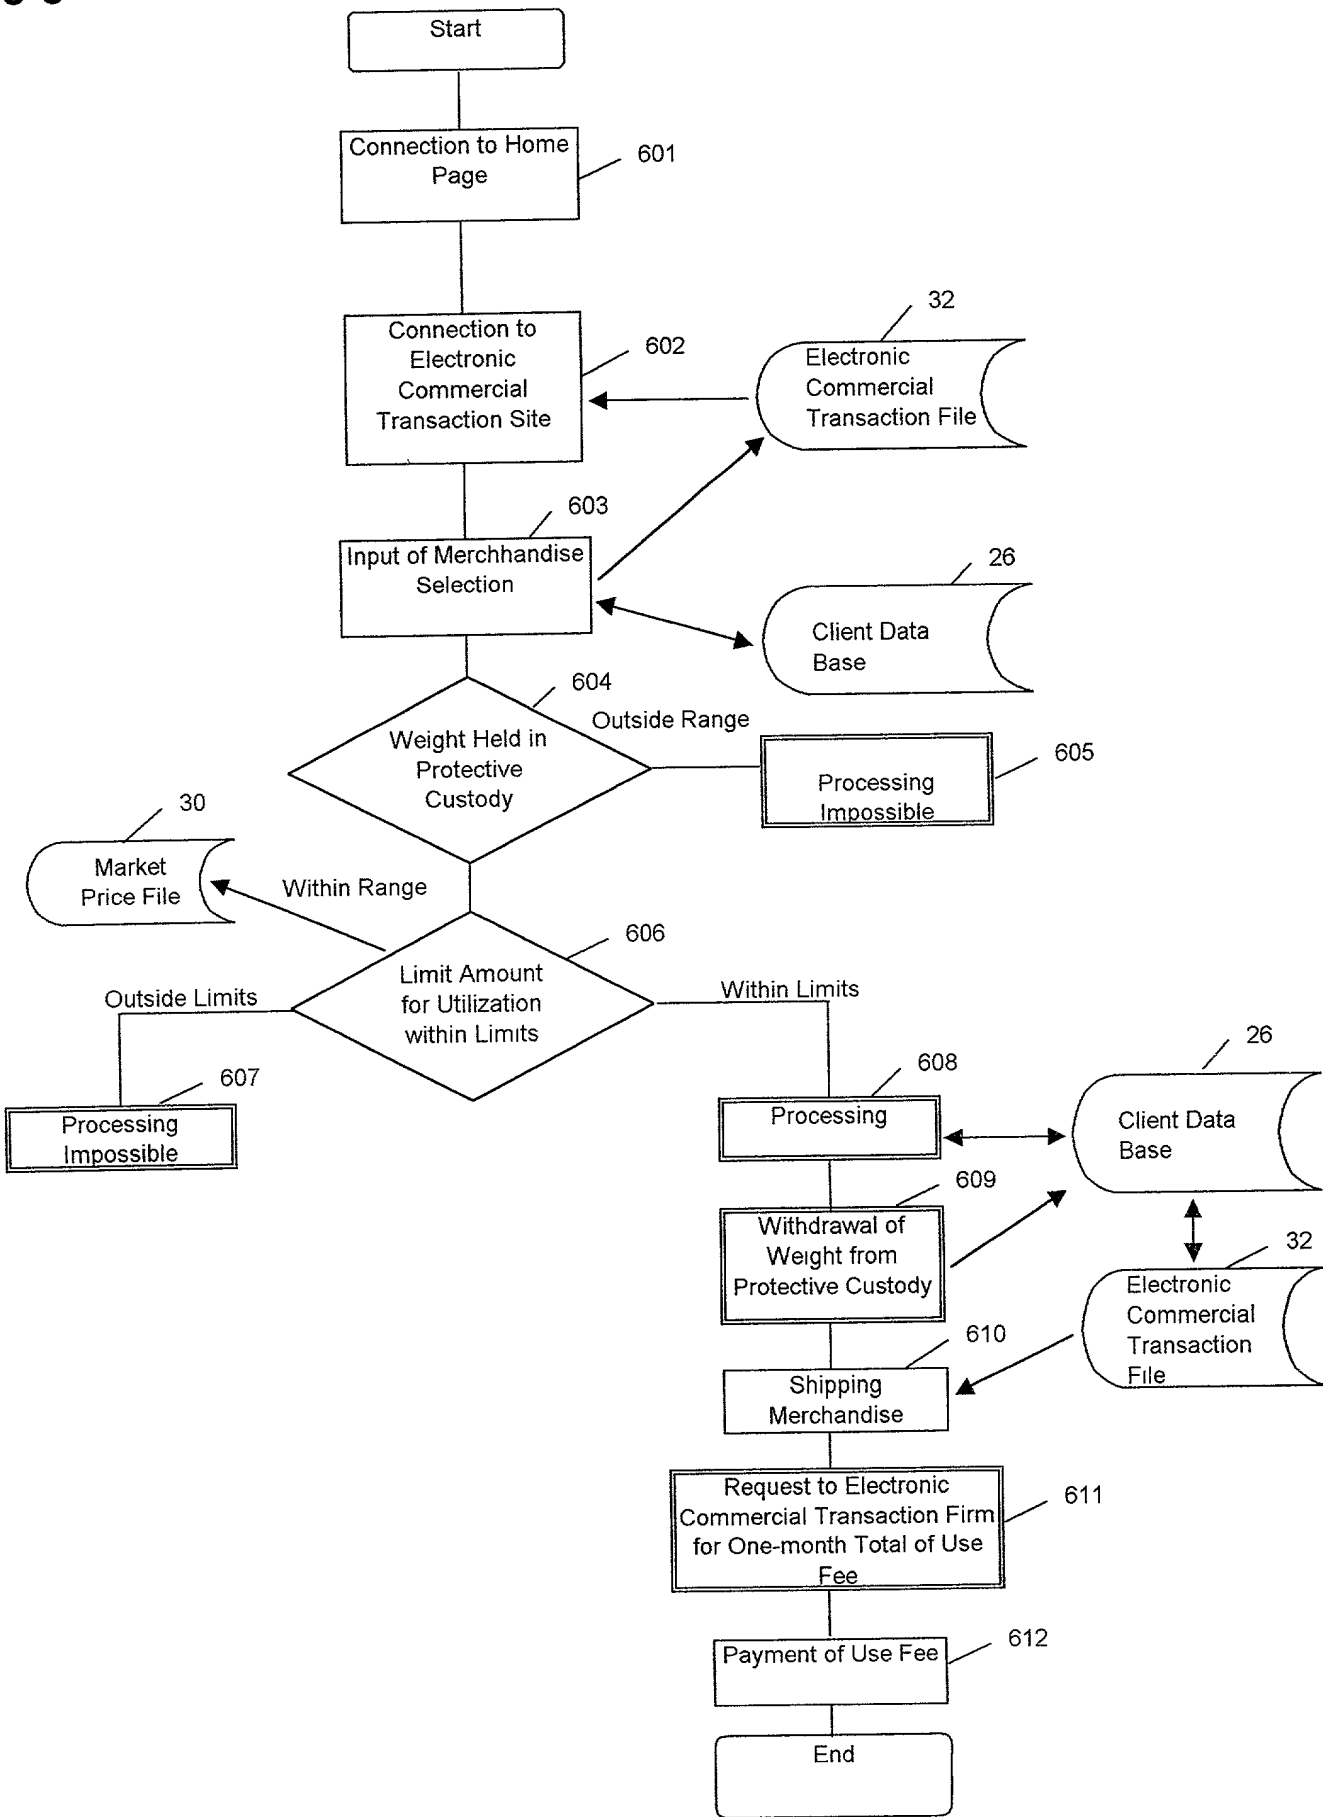 Start
Connection to Home
Page
601
32
Connection to
Electronic
Commercial
Transaction Site
602
Electronic
Commercial
Transaction File
603
Input of Merchhandise
Selection
26
Client Data
Base
604
Outside Range
Weight Held in
Protective
Custody
605
Processing
Impossible
30
Market
Price File
Within Range
606
Limit Amount
for Utilization
within Limits
Outside Limits
Within Limits
607
Processing
Impossible
608
Processing
26
Client Data
Base
609
Withdrawal of
Weight from
Protective Custody
32
Electronic
Commercial
Transaction
File
610
Shipping
Merchandise
Request to Electronic
Commercial Transaction Firm
for One-month Total of Use
Fee
611
Payment of Use Fee
612
End